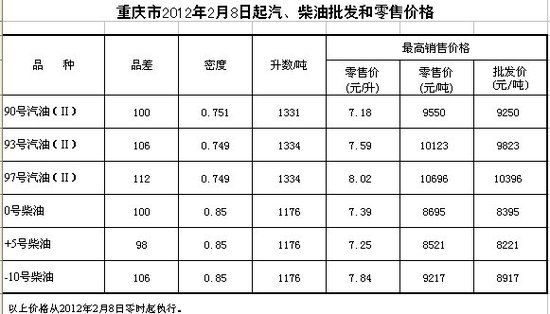 重庆市2012年2月8日起汽、柴油批发和零售价格
品 种 品差 密度 升数/吨 最高销售价格
零售价 零售价 批发价
(元/升) (元/吨) (元/吨)
90号汽油(Ⅱ) 100 0.751 1331 7.18 9550 9250
93号汽油(Ⅱ) 106 0.749 1334 7.59 10123 9823
97号汽油(Ⅱ) 112 0.749 1334 8.02 10696 10396
0号柴油 100 0.85 1176 7.39 8695 8395
+5号柴油 98 0.85 1176 7.25 8521 8221
-10号柴油 106 0.85 1176 7.84 9217 8917
以上价格从2012年2月8日零时起执行。